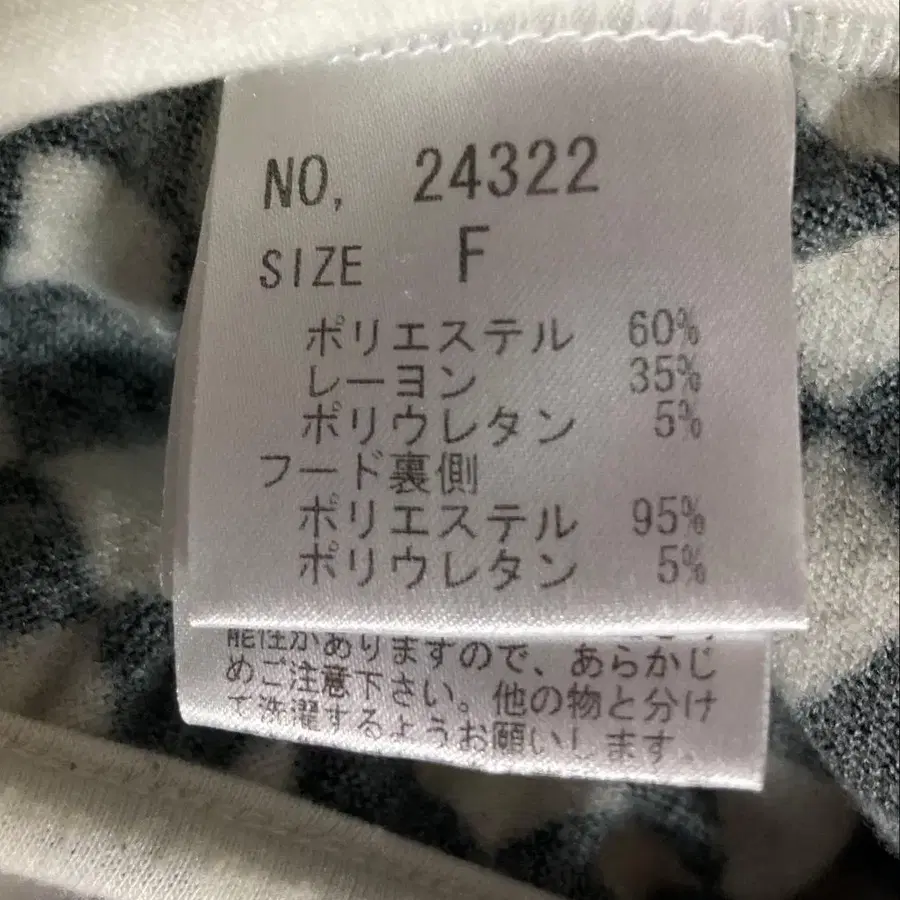 NO, 24322
SIZE F
ポリエステル 60%
レーヨン 35%
ポリウレタン 5%
フード裏側
ポリエステル 95%
ポリウレタン 5%
能性がありますので、あらかじ
めご注意下さい。他の物と分け
て洗濯するようお願いします。